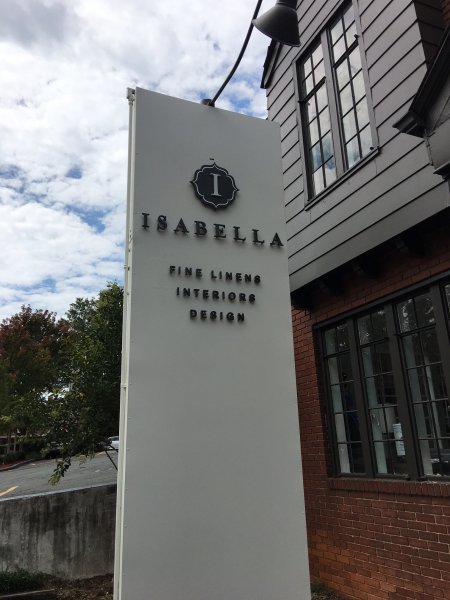 I
ISABELLA
FINE LINENS
INTERIORS
DESIGN